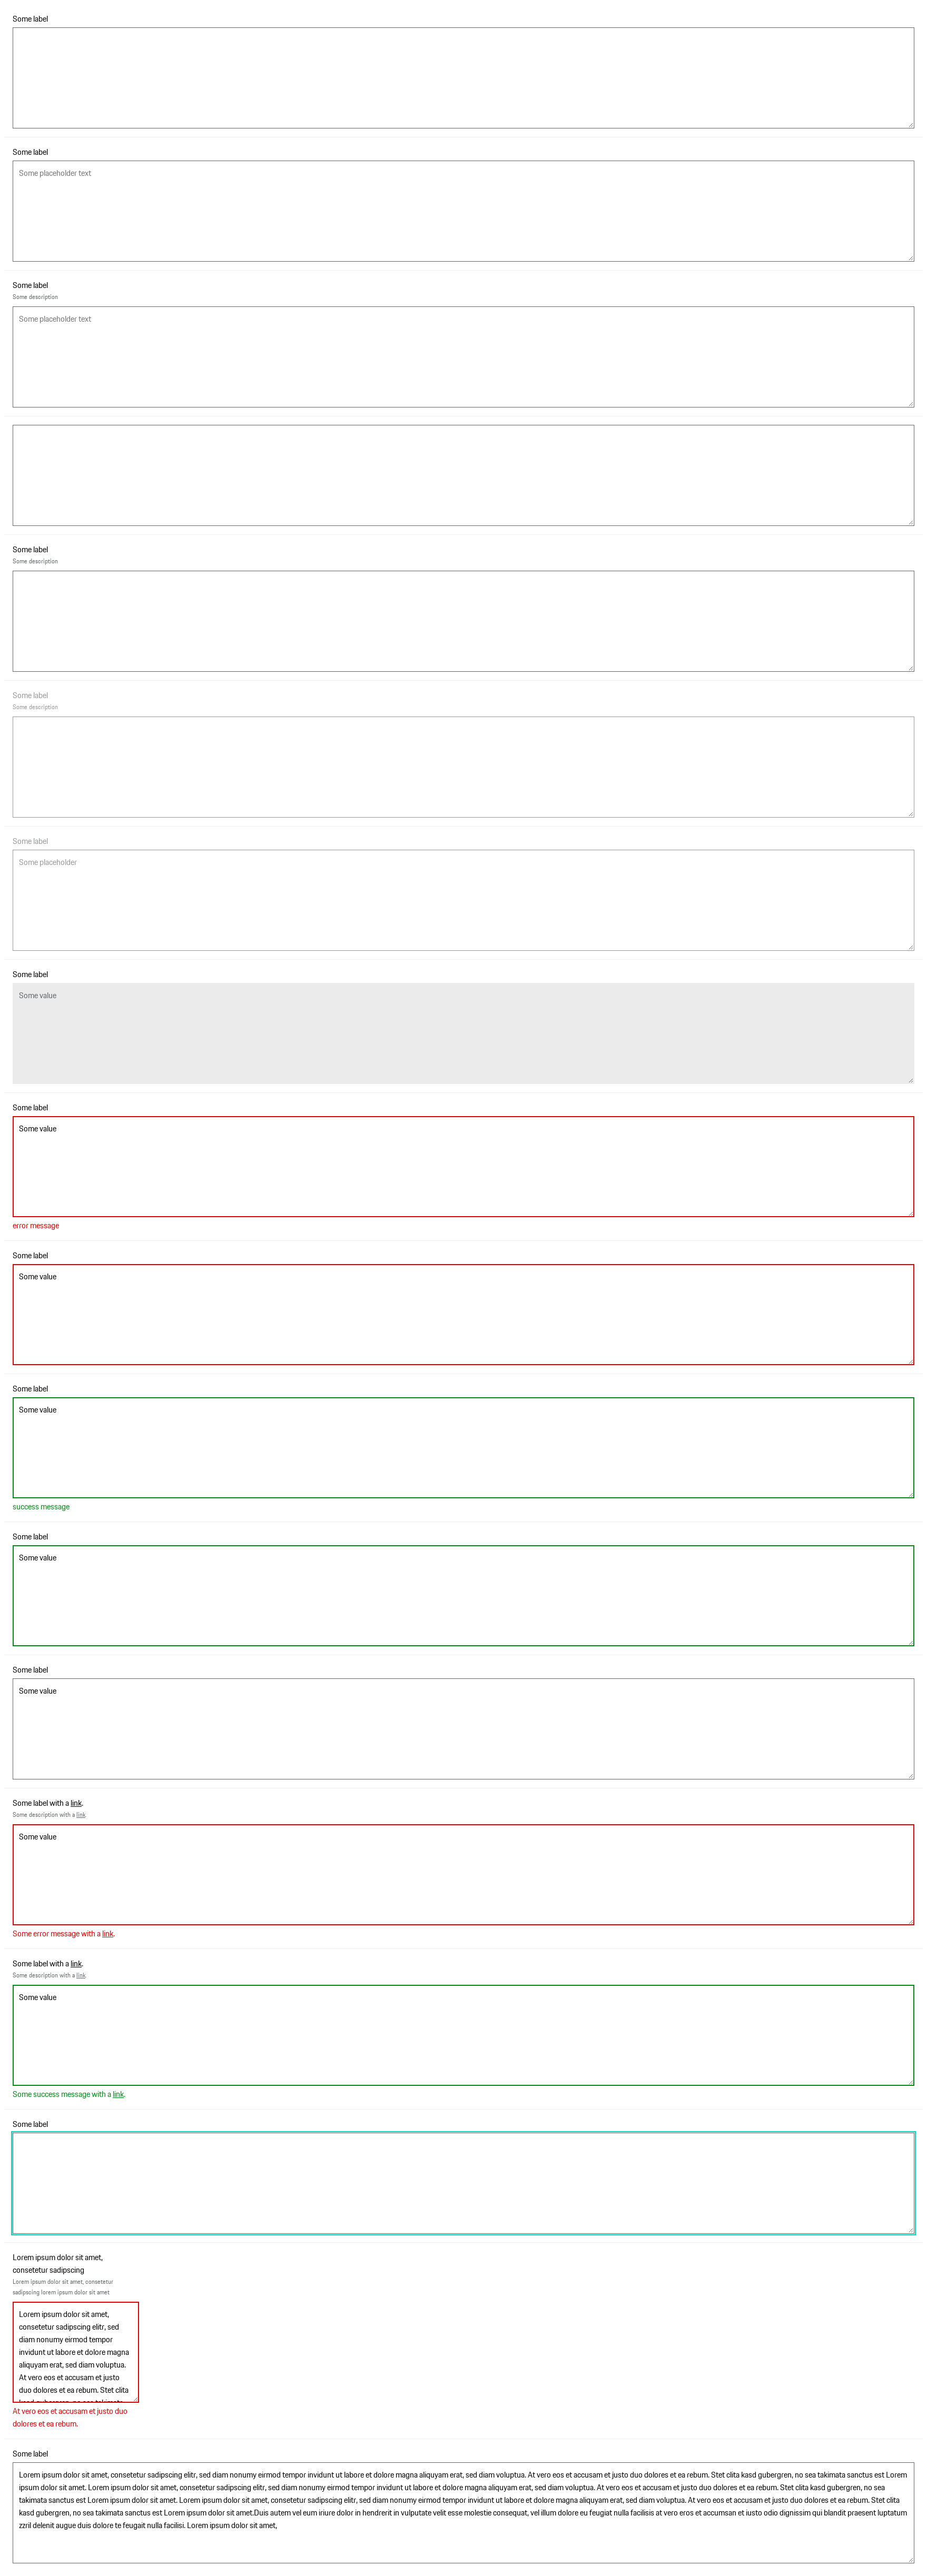 Some label
Some label
Some placeholder text
Some label
Some description
Some placeholder text
Some label
Some description
Some label
Some description
Some label
Some placeholder
Some label
Some value
Some label
Some value
error message
Some label
Some value
Some label
Some value
success message
Some label
Some value
Some label
Some value
Some label with a link.
Some description with a link.
Some value
Some error message with a link.
Some label with a link.
Some description with a link.
Some value
Some success message with a link.
Some label
Lorem ipsum dolor sit amet,
consetetur sadipscing
Lorem ipsum dolor sit amet, consetetur
sadipscing lorem ipsum dolor sit amet
Lorem ipsum dolor sit amet,
consetetur sadipscing elitr, sed
diam nonumy eirmod tempor
invidunt ut labore et dolore magna
aliquyam erat, sed diam voluptua.
At vero eos et accusam et justo
duo dolores et ea rebum. Stet clita
At vero eos et accusam et justo duo
dolores et ea rebum.
Some label
Lorem ipsum dolor sit amet, consetetur sadipscing elitr, sed diam nonumy eirmod tempor invidunt ut labore et dolore magna aliquyam erat, sed diam voluptua. At vero eos et accusam et justo duo dolores et ea rebum. Stet clita kasd gubergren, no sea takimata sanctus est Lorem
ipsum dolor sit amet. Lorem ipsum dolor sit amet, consetetur sadipscing elitr, sed diam nonumy eirmod tempor invidunt ut labore et dolore magna aliquyam erat, sed diam voluptua. At vero eos et accusam et justo duo dolores et ea rebum. Stet clita kasd gubergren, no sea
takimata sanctus est Lorem ipsum dolor sit amet. Lorem ipsum dolor sit amet, consetetur sadipscing elitr, sed diam nonumy eirmod tempor invidunt ut labore et dolore magna aliquyam erat, sed diam voluptua. At vero eos et accusam et justo duo dolores et ea rebum. Stet clita
kasd gubergren, no sea takimata sanctus est Lorem ipsum dolor sit amet.Duis autem vel eum iriure dolor in hendrerit in vulputate velit esse molestie consequat, vel illum dolore eu feugiat nulla facilisis at vero eros et accumsan et iusto odio dignissim qui blandit praesent luptatum
zzril delenit augue duis dolore te feugait nulla facilisi. Lorem ipsum dolor sit amet,